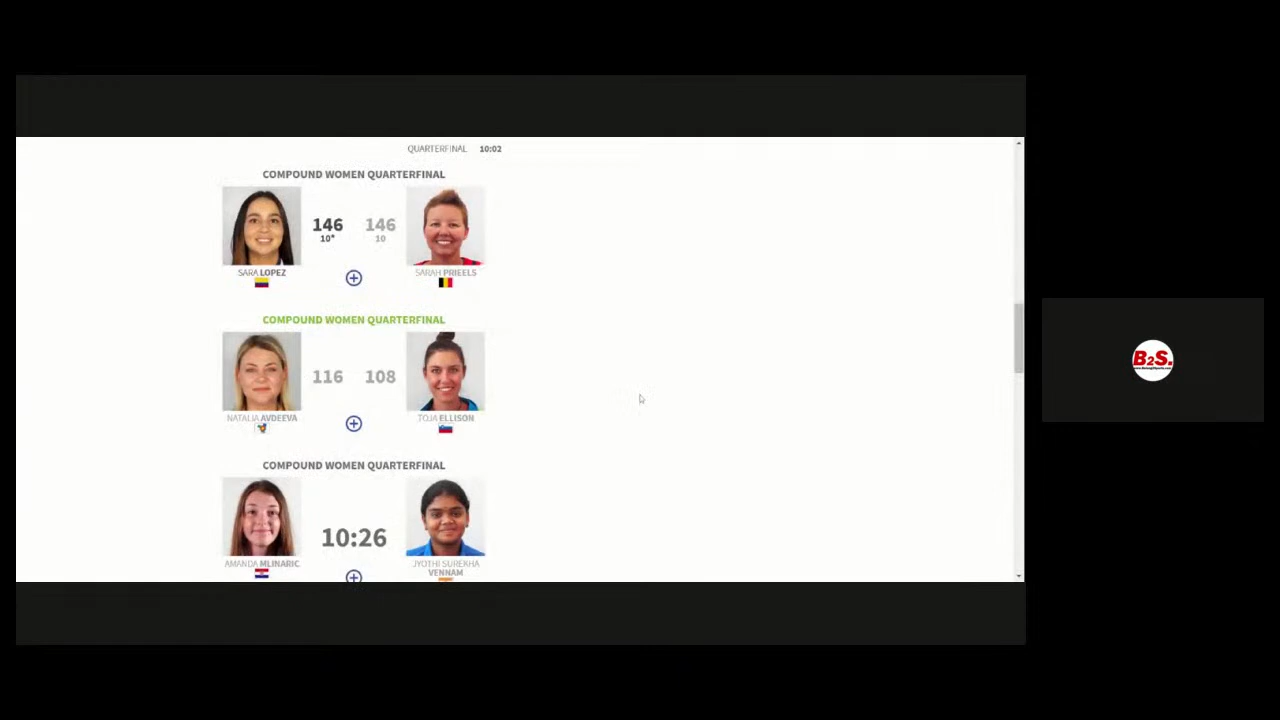 QUARTERFINAL 10:02
COMPOUND WOMEN QUARTERFINAL
146 146
10* 10
SARA LOPEZ SARAH PRIEELS
COMPOUND WOMEN QUARTERFINAL
116 108
NATALIA AVDEEVA TOJA ELLISON
COMPOUND WOMEN QUARTERFINAL
10:26
AMANDA MLINARIC JYOTHI SUREKHA
VENNAM
B2S.